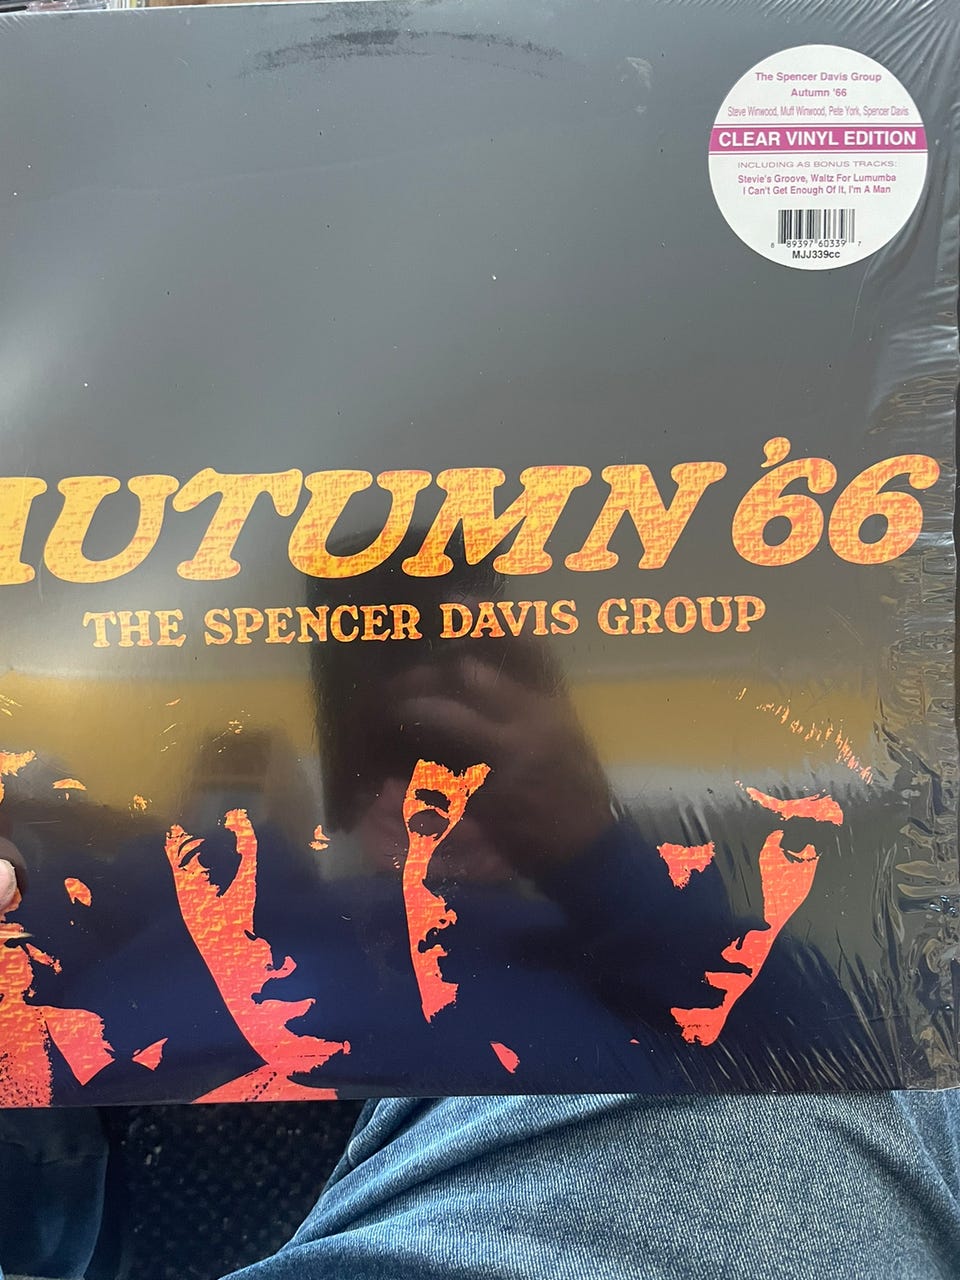 The Spencer Davis Group
Autumn '66
Steve Winwood, Muff Winwood, Pete York, Spencer Davis
CLEAR VINYL EDITION
INCLUDING AS BONUS TRACKS:
Stevie's Groove, Waltz For Lumumba
I Can't Get Enough Of It, I'm A Man
8 89397 60339 7
MJJ339cc
AUTUMN '66
THE SPENCER DAVIS GROUP